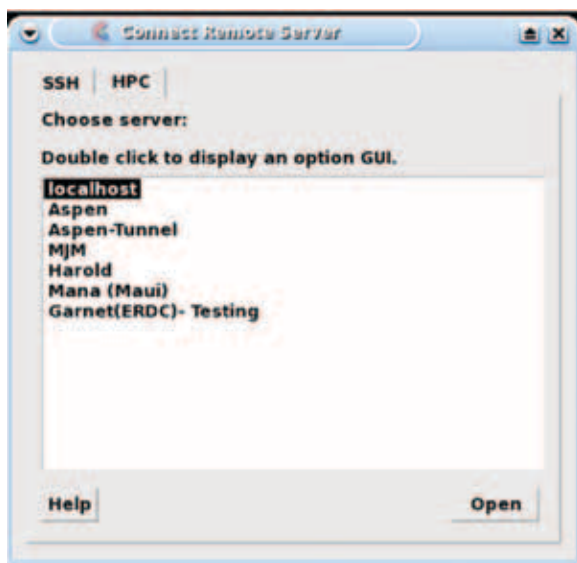 Connect Remote Server
SSH HPC
Choose server:
Double click to display an option GUI.
localhost
Aspen
Aspen-Tunnel
MJM
Harold
Mana (Maui)
Garnet(ERDC)- Testing
Help Open